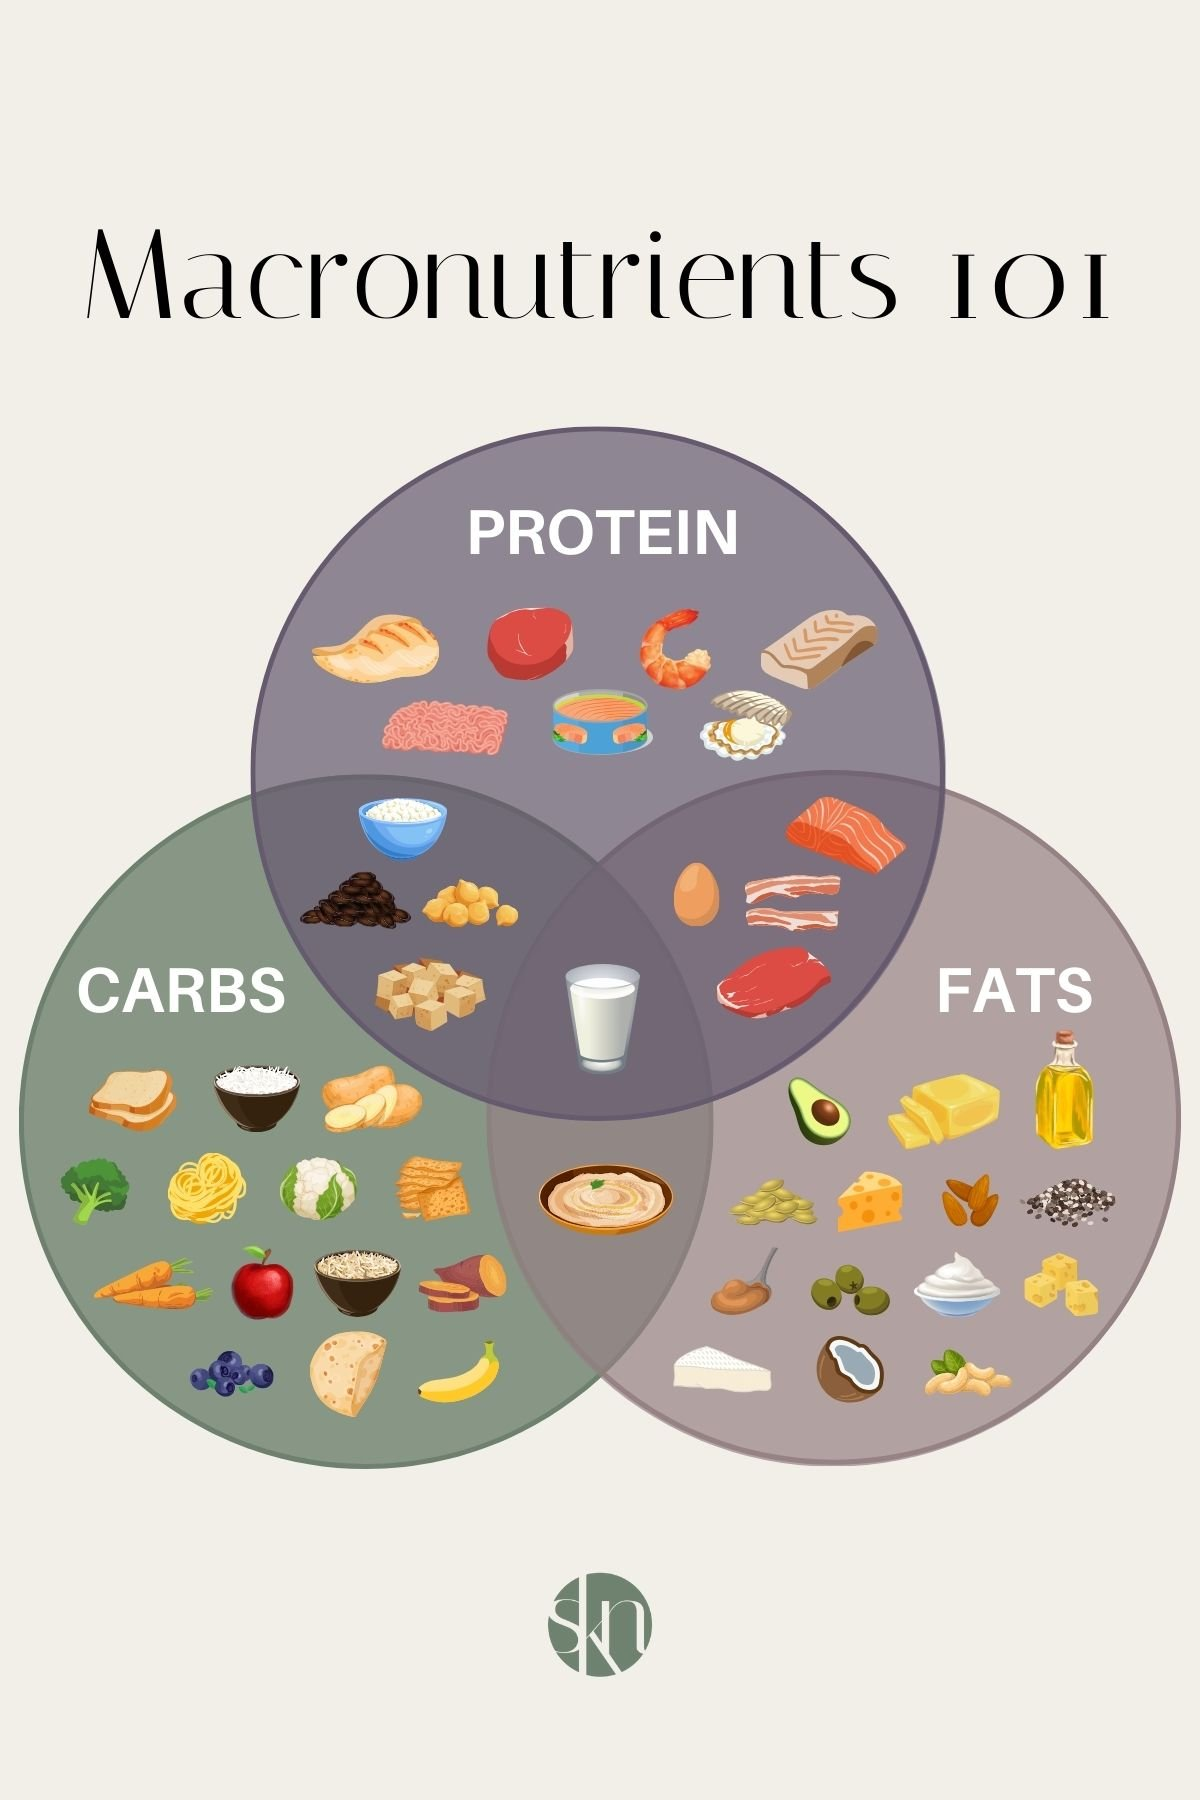 Macronutrients 101
PROTEIN
CARBS
FATS
skn